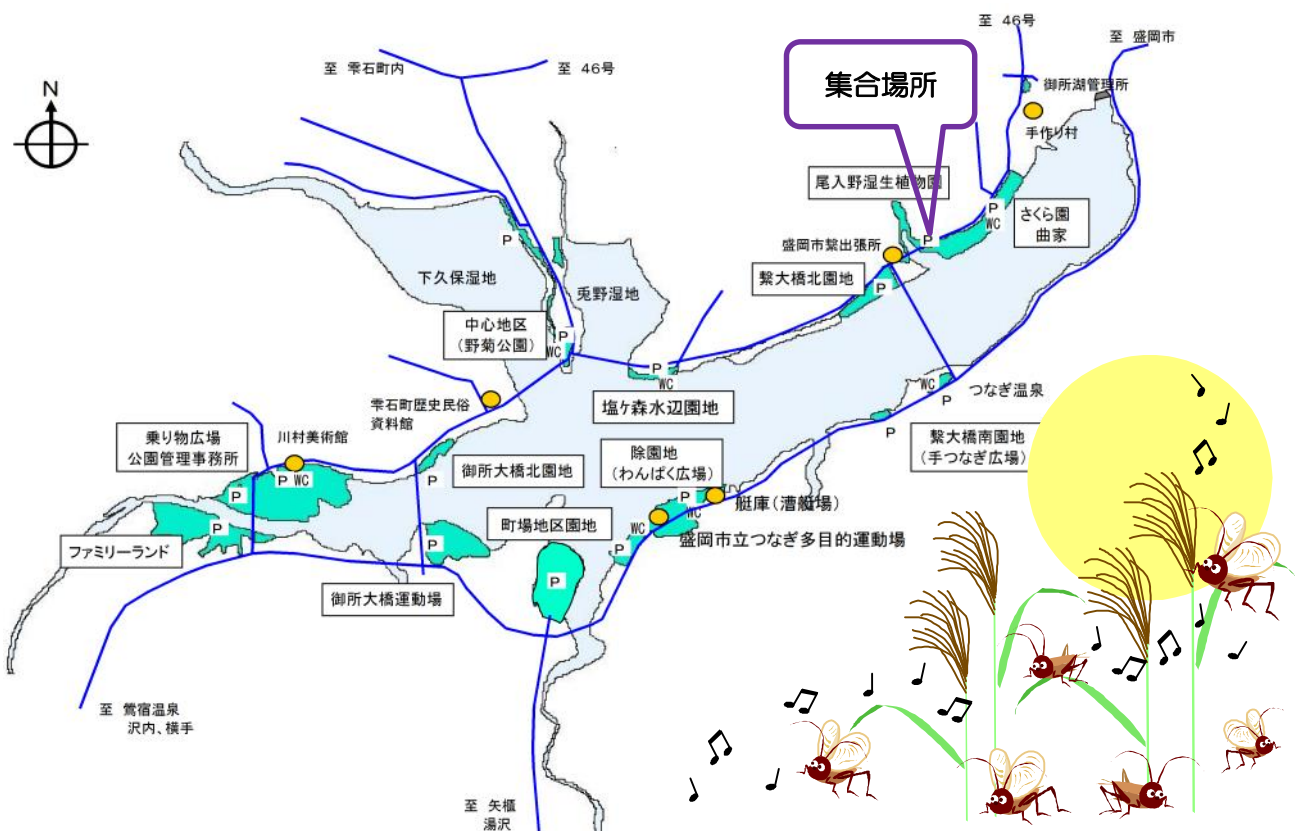 至 46号
至 盛岡市
N
至 雫石町内
至 46号
集合場所
御所湖管理所
手作り村
尾入野湿生植物園
P
WC
さくら園
曲家
P
盛岡市繋出張所
繋大橋北園地
P
下久保湿地
兎野湿地
P
中心地区
(野菊公園)
P
WC
P
WC
塩ケ森水辺園地
WC
P
つなぎ温泉
P
繋大橋南園地
(手つなぎ広場)
雫石町歴史民俗
資料館
乗り物広場
公園管理事務所
川村美術館
P WC
P
御所大橋北園地
P
除園地
(わんぱく広場)
P
WC
艇庫(漕艇場)
盛岡市立つなぎ多目的運動場
WC
P
町場地区園地
P
P
ファミリーランド
P
御所大橋運動場
至 鶯宿温泉
沢内、横手
至 矢櫃
湯沢